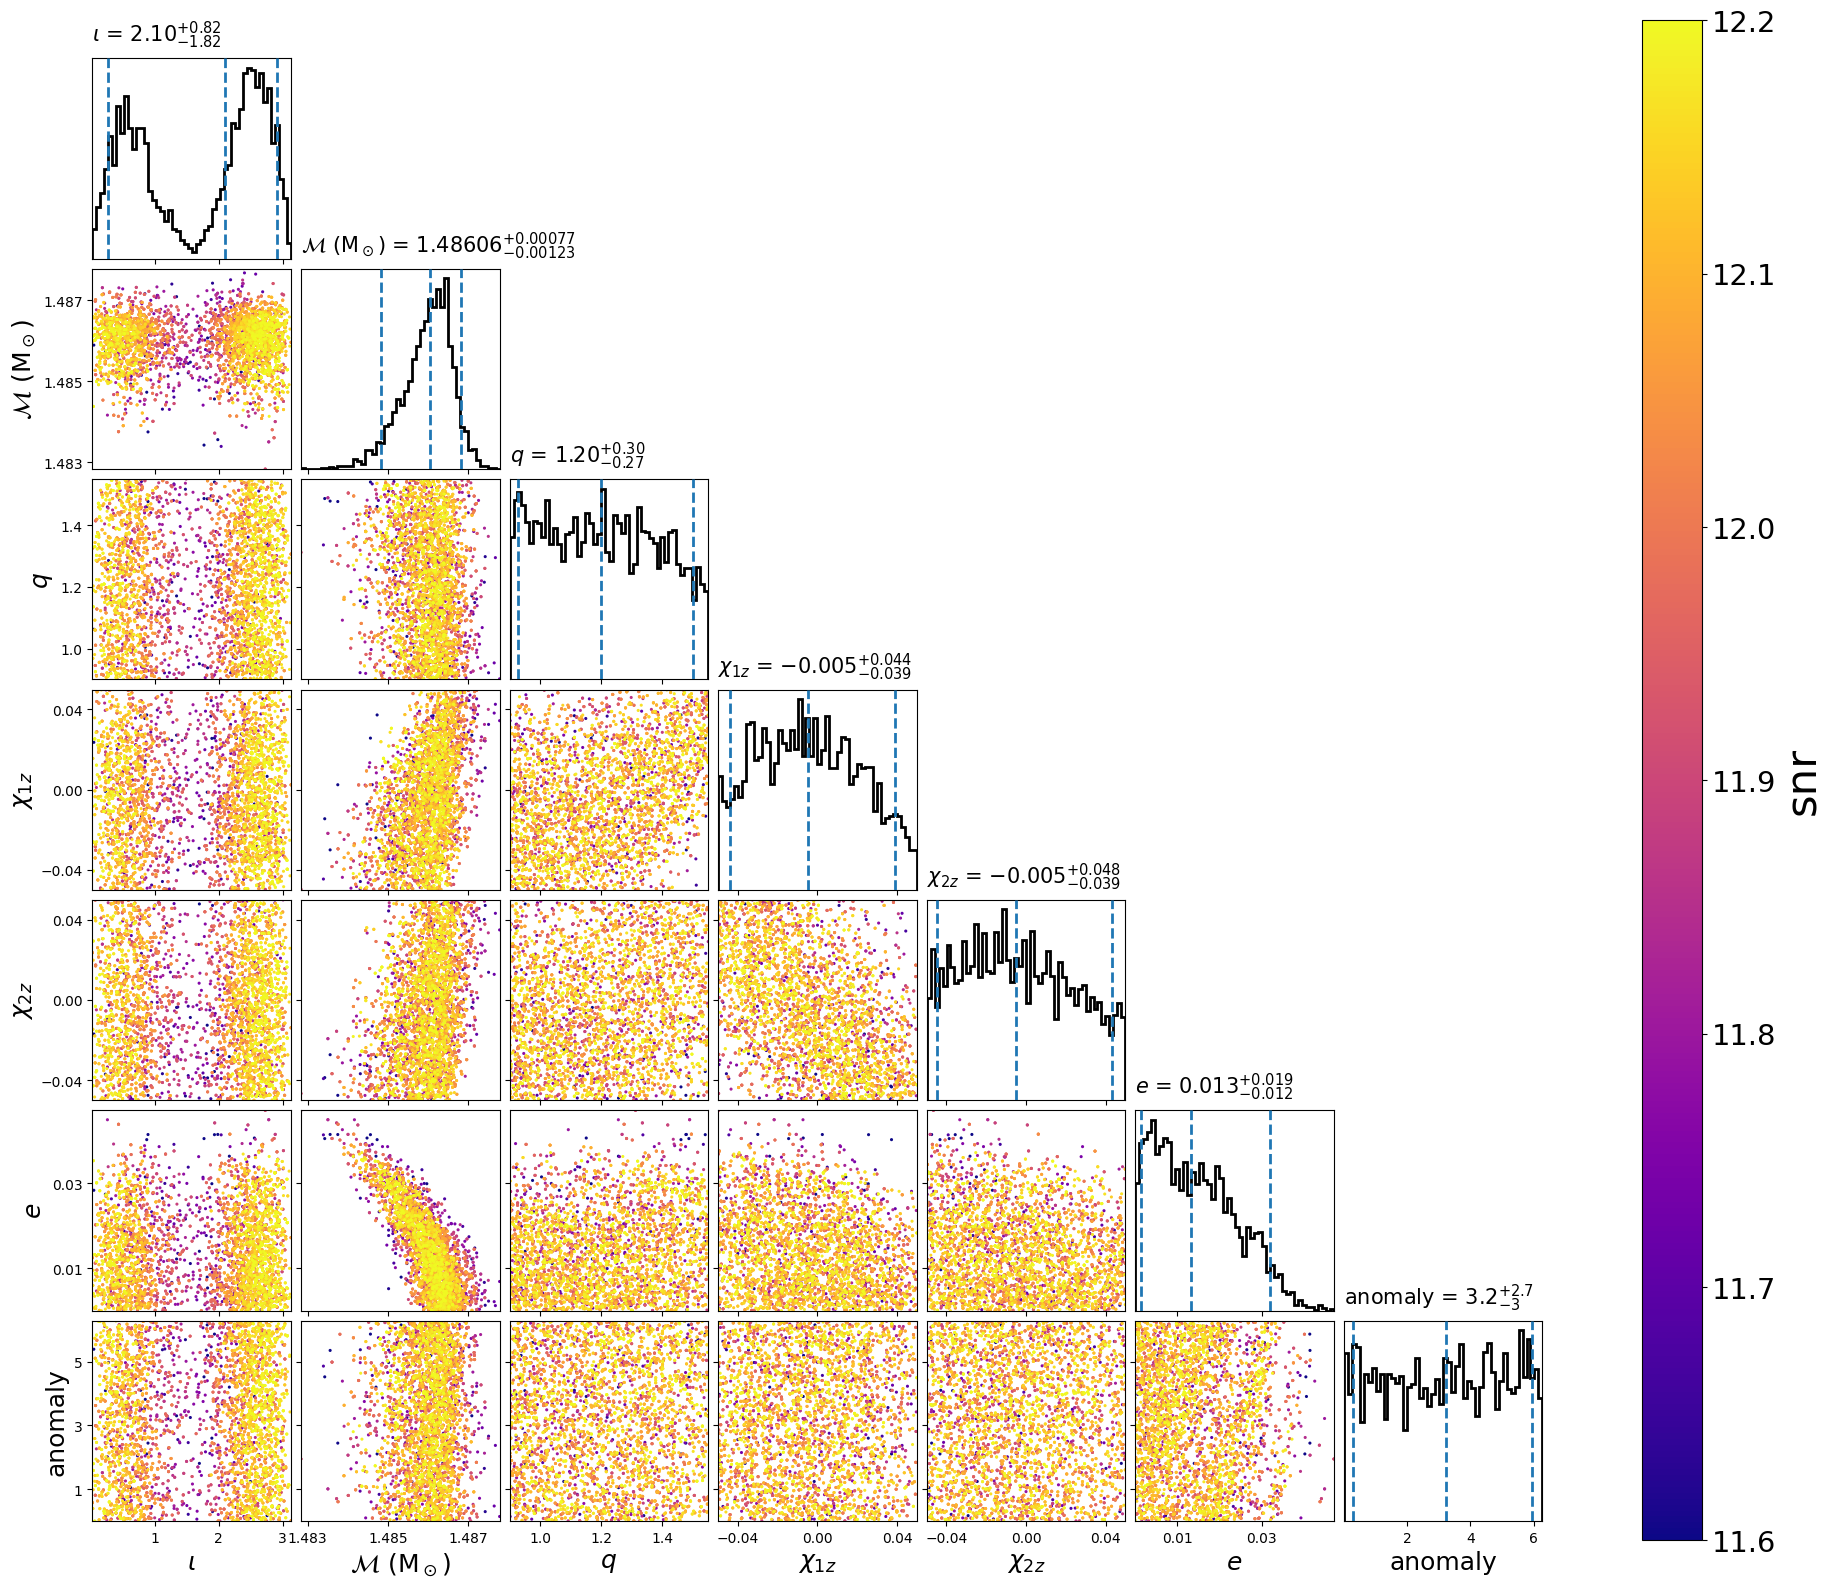 ι = 2.10 +0.82 −1.82
ℳ (M_⊙) = 1.48606 +0.00077 −0.00123
q = 1.20 +0.30 −0.27
χ1z = −0.005 +0.044 −0.039
χ2z = −0.005 +0.048 −0.039
e = 0.013 +0.019 −0.012
anomaly = 3.2 +2.7 −3
ℳ (M_⊙)
1.487
1.485
1.483
q
1.4
1.2
1.0
χ1z
0.04
0.00
−0.04
χ2z
0.04
0.00
−0.04
e
0.03
0.01
anomaly
5
3
1
1 2 3
ι
1.483 1.485 1.487
ℳ (M_⊙)
1.0 1.2 1.4
q
−0.04 0.00 0.04
χ1z
−0.04 0.00 0.04
χ2z
0.01 0.03
e
2 4 6
anomaly
12.2
12.1
12.0
11.9
11.8
11.7
11.6
snr